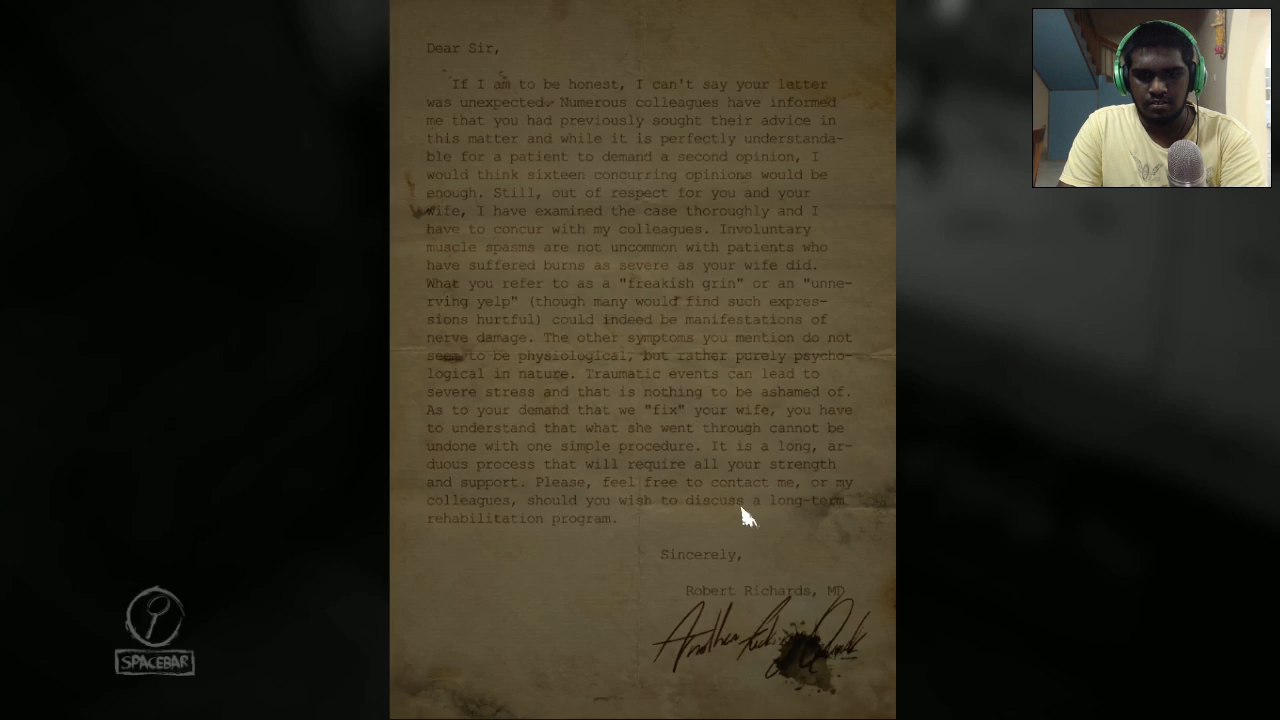 Dear Sir,
If I am to be honest, I can't say your letter
was unexpected. Numerous colleagues have informed
me that you had previously sought their advice in
this matter and while it is perfectly understanda-
ble for a patient to demand a second opinion, I
would think sixteen concurring opinions would be
enough. Still, out of respect for you and your
wife, I have examined the case thoroughly and I
have to concur with my colleagues. Involuntary
muscle spasms are not uncommon with patients who
have suffered burns as severe as your wife did.
What you refer to as a "freakish grin" or an "unne-
rving yelp" (though many would find such expres-
sions hurtful) could indeed be manifestations of
nerve damage. The other symptoms you mention do not
seem to be physiological, but rather purely psycho-
logical in nature. Traumatic events can lead to
severe stress and that is nothing to be ashamed of.
As to your demand that we "fix" your wife, you have
to understand that what she went through cannot be
undone with one simple procedure. It is a long, ar-
duous process that will require all your strength
and support. Please, feel free to contact me, or my
colleagues, should you wish to discuss a long-term
rehabilitation program.
Sincerely,
Robert Richards, MD
SPACEBAR